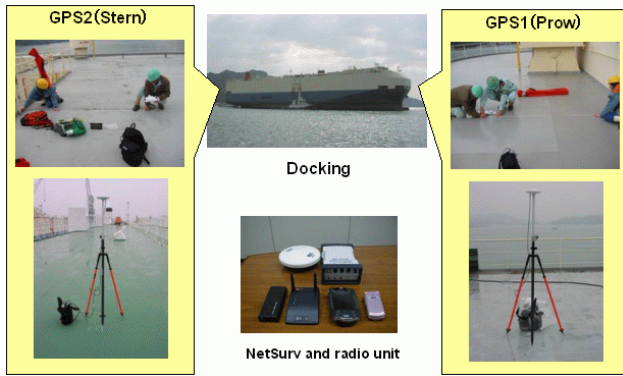 GPS2(Stern)
GPS1(Prow)
Docking
NetSurv and radio unit